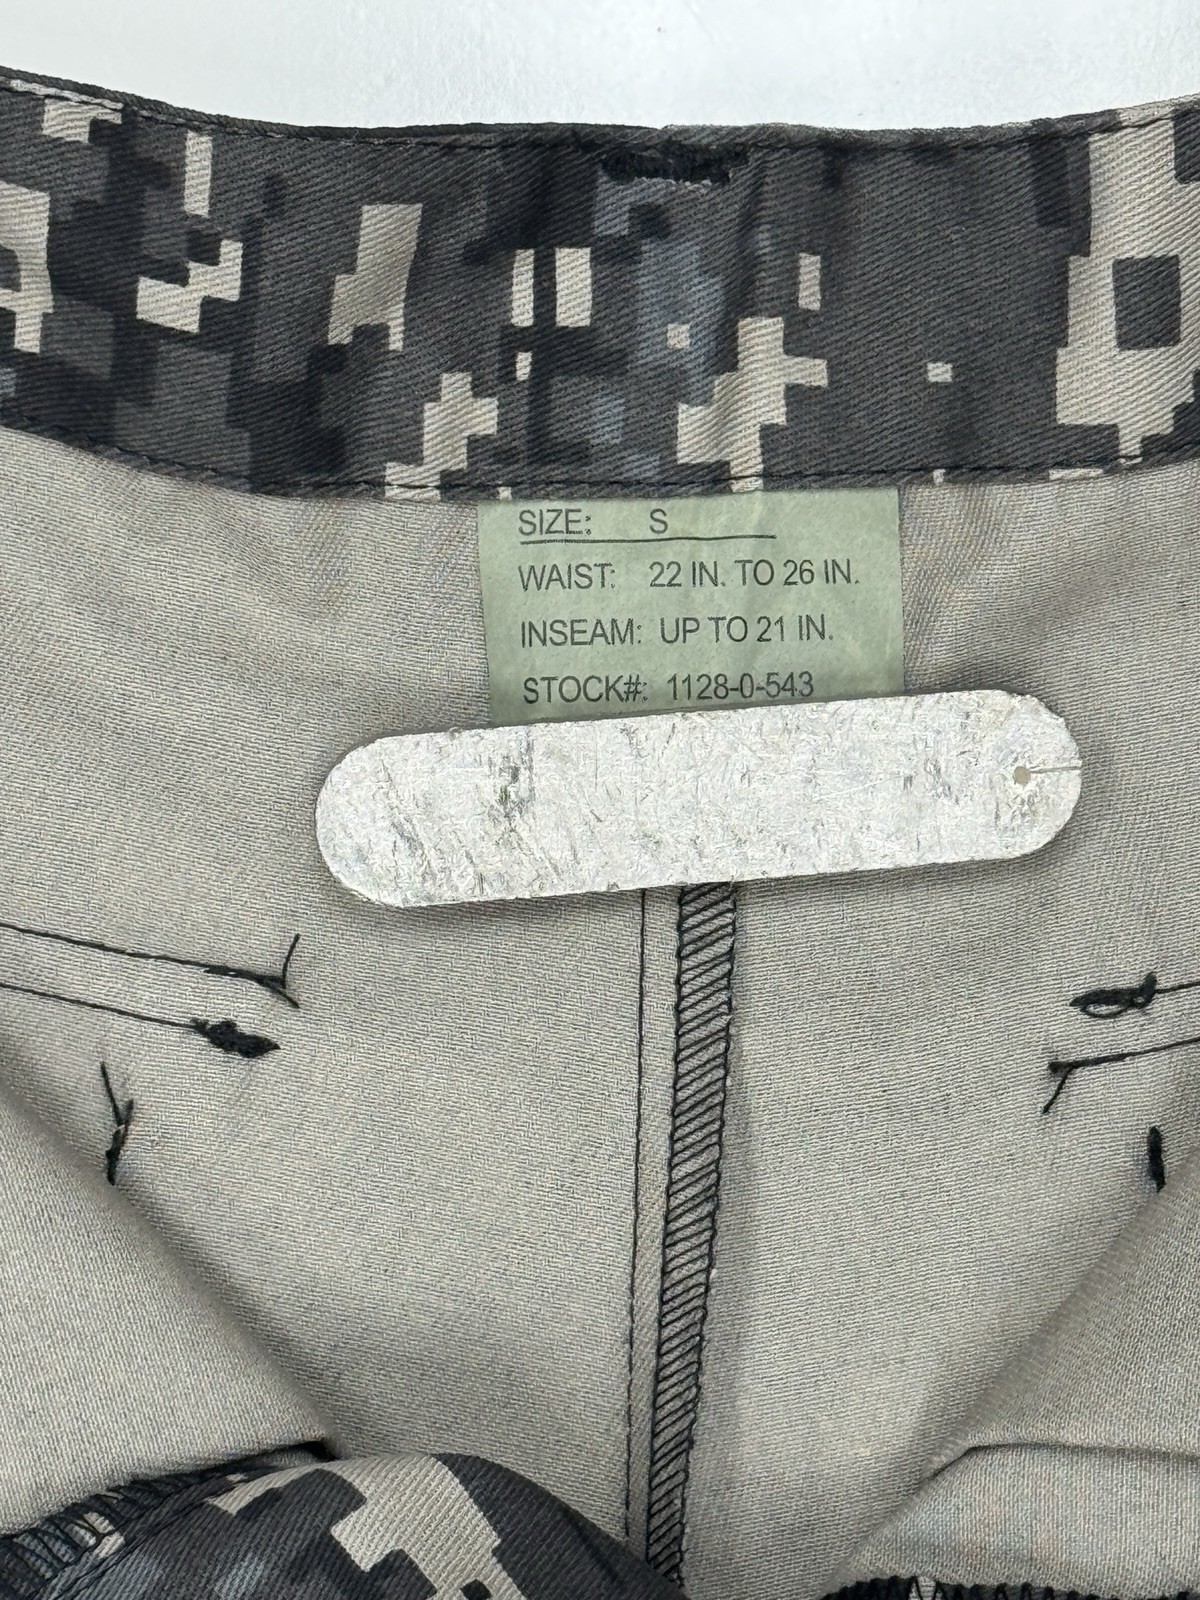 SIZE: S
WAIST: 22 IN. TO 26 IN.
INSEAM: UP TO 21 IN.
STOCK#: 1128-0-543